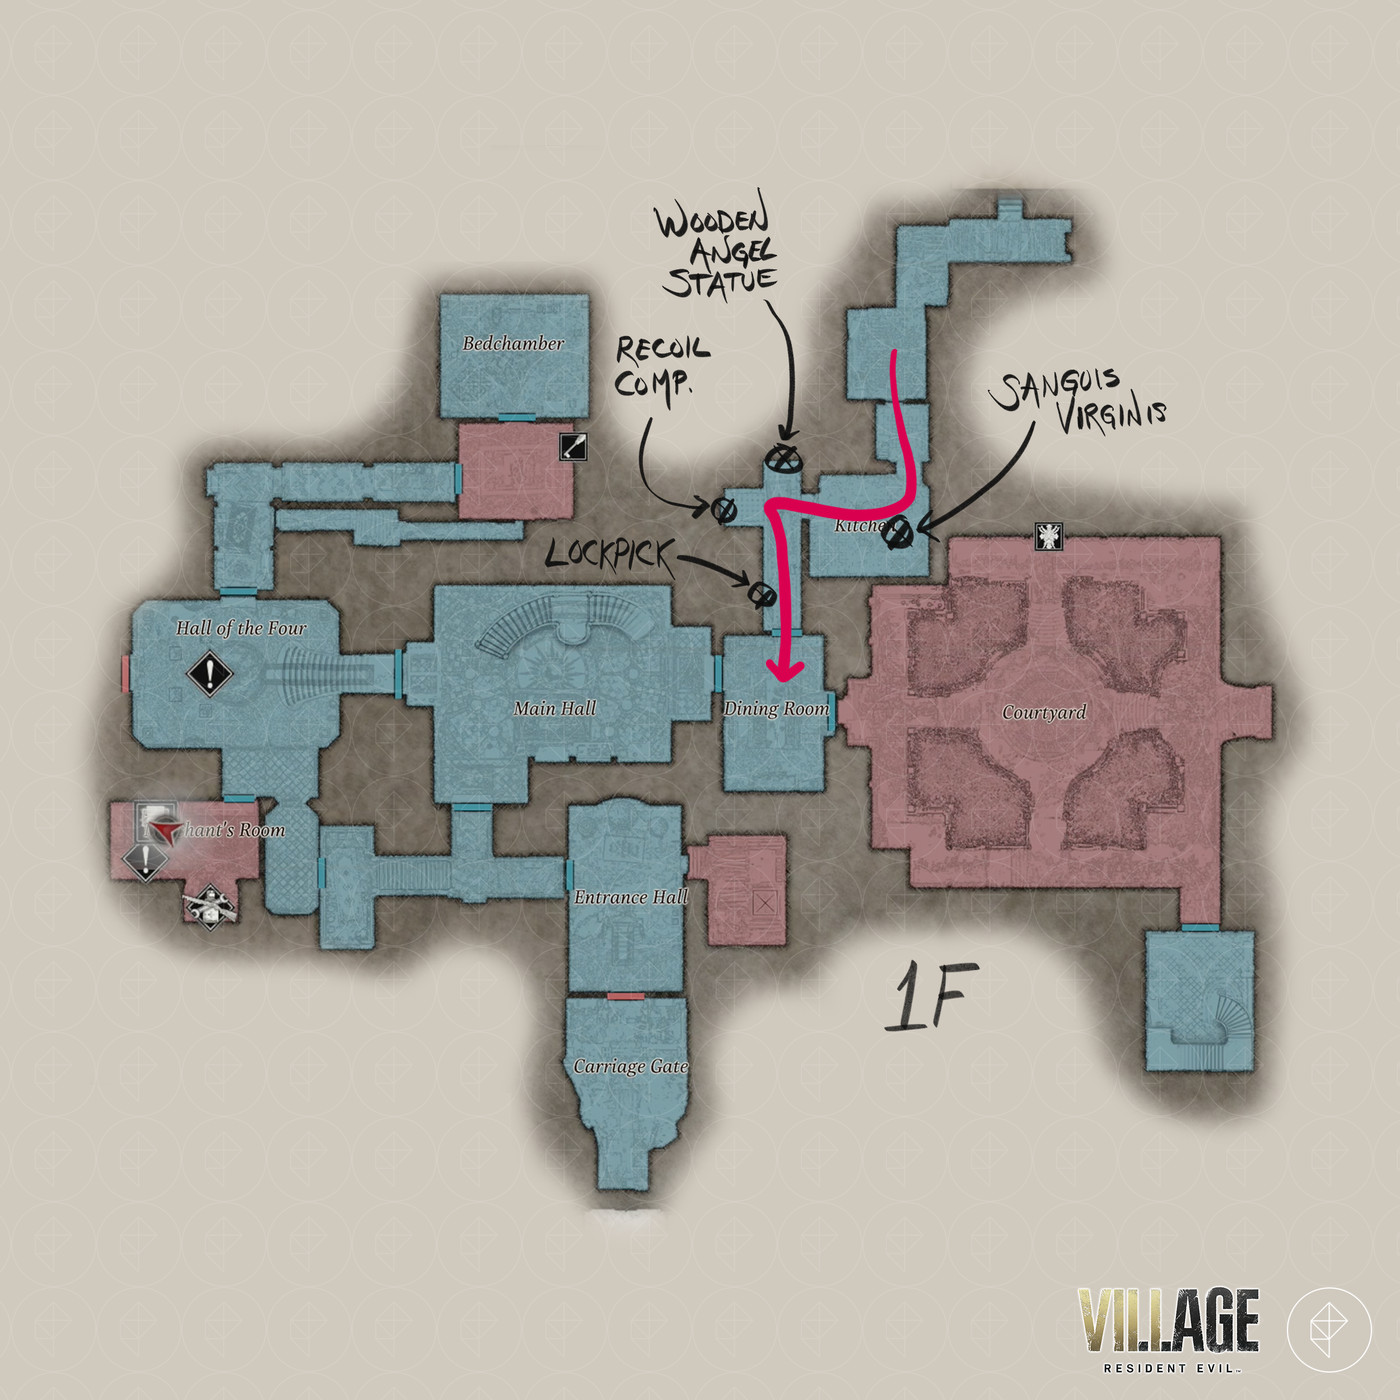 WOODEN
ANGEL
STATUE
RECOIL
COMP.
SANGUIS
VIRGINIS
LOCKPICK
Bedchamber
Kitchen
Hall of the Four
Main Hall
Dining Room
Courtyard
hant's Room
Entrance Hall
Carriage Gate
1F
VILLAGE
RESIDENT EVIL